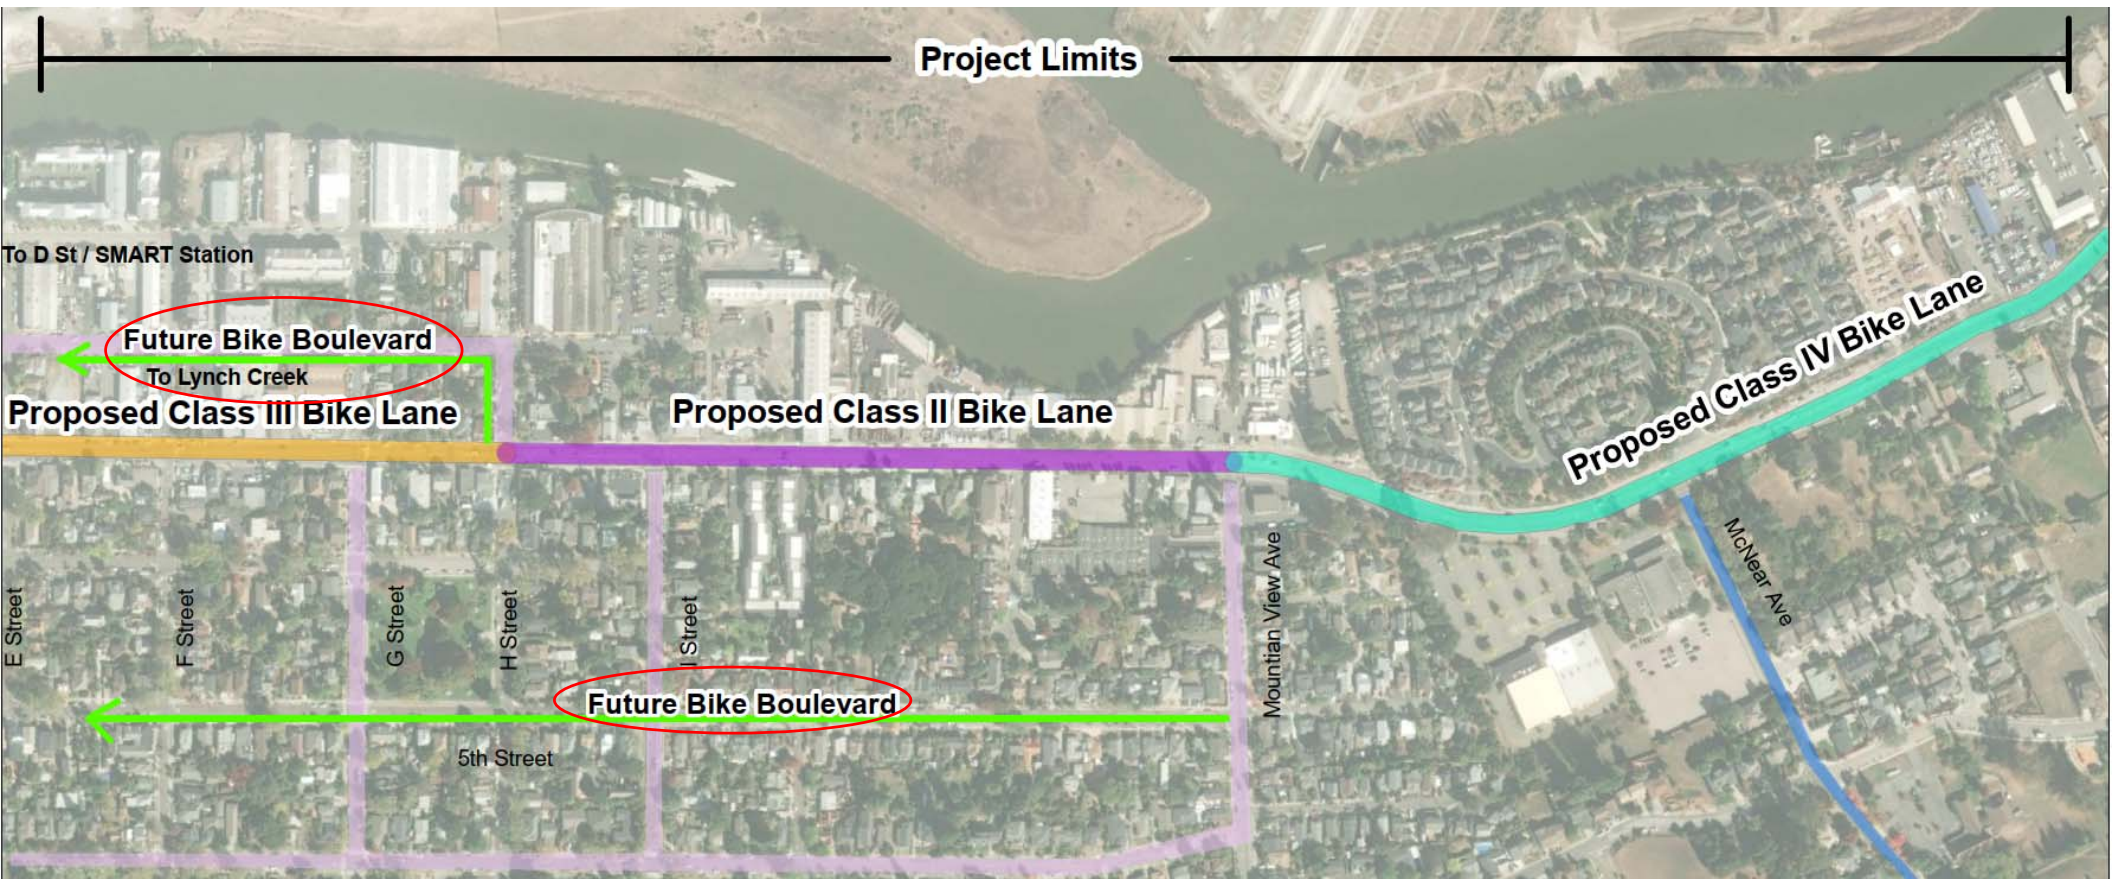 Project Limits
To D St / SMART Station
Future Bike Boulevard
To Lynch Creek
Proposed Class III Bike Lane
Proposed Class II Bike Lane
Proposed Class IV Bike Lane
E Street
F Street
G Street
H Street
I Street
Mountian View Ave
McNear Ave
Future Bike Boulevard
5th Street